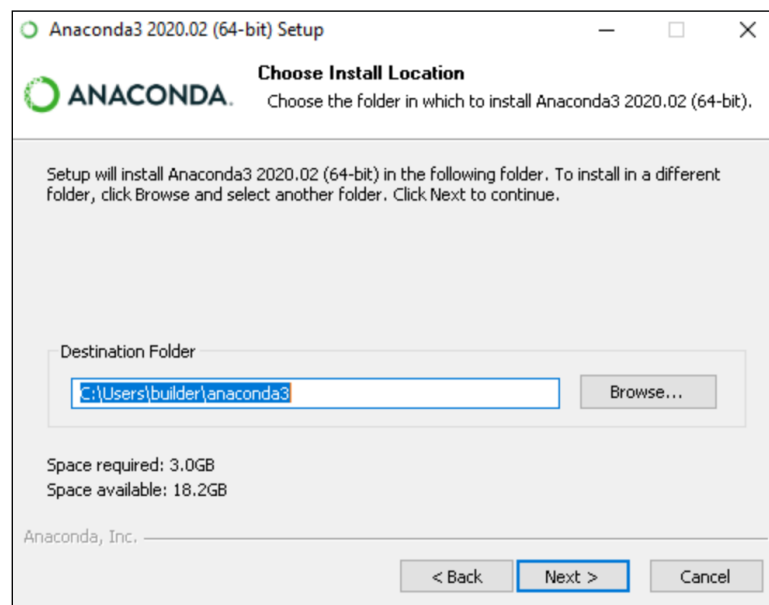 Anaconda3 2020.02 (64-bit) Setup
ANACONDA.
Choose Install Location
Choose the folder in which to install Anaconda3 2020.02 (64-bit).
Setup will install Anaconda3 2020.02 (64-bit) in the following folder. To install in a different
folder, click Browse and select another folder. Click Next to continue.
Destination Folder
C:\Users\builder\anaconda3
Browse...
Space required: 3.0GB
Space available: 18.2GB
Anaconda, Inc.
< Back
Next >
Cancel